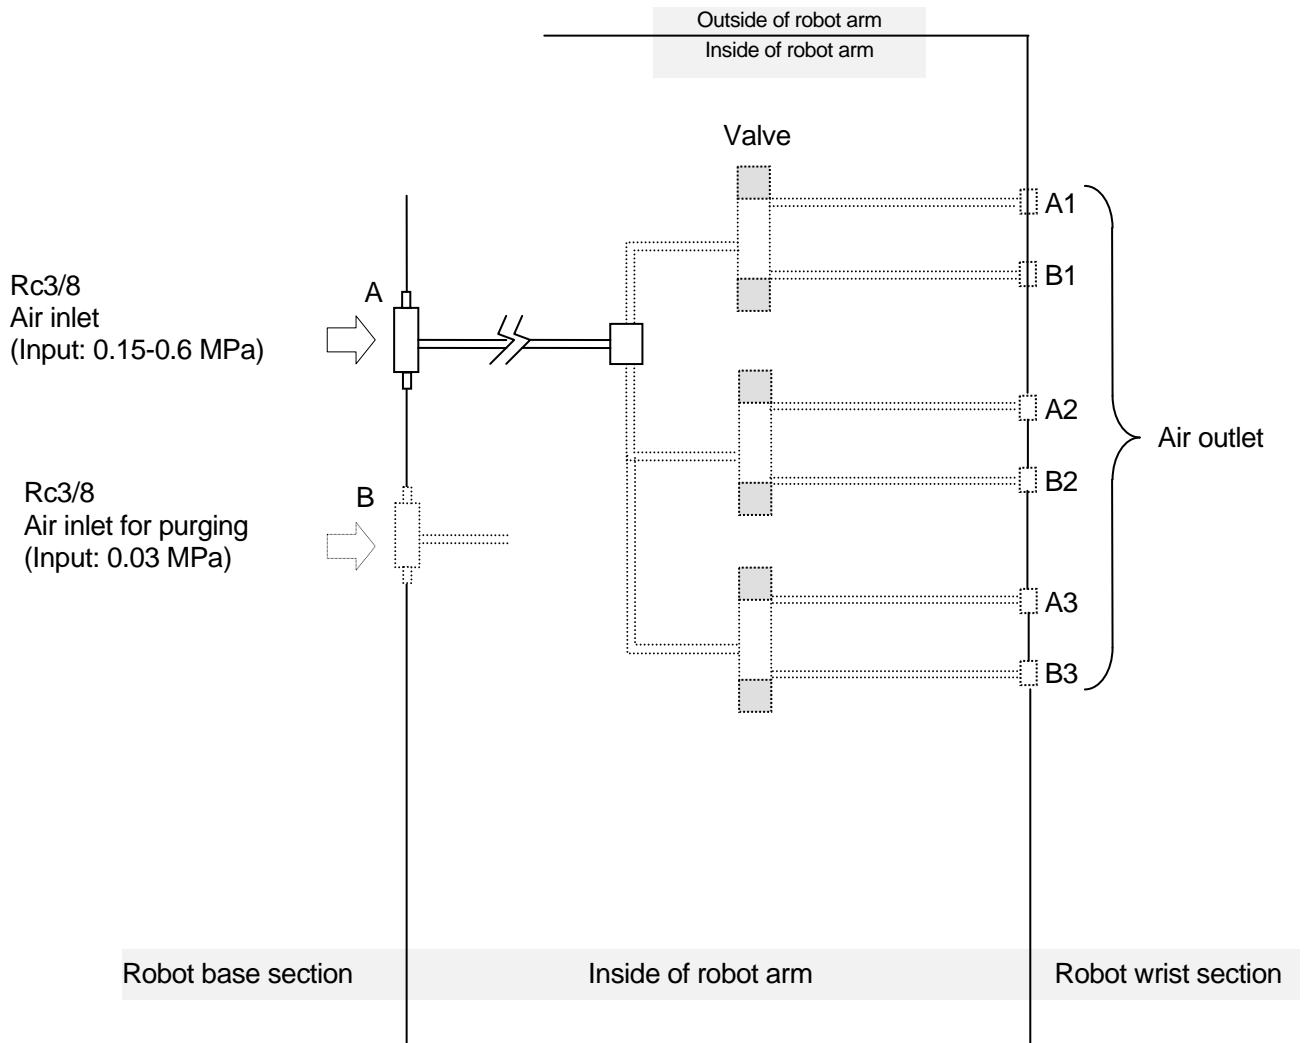 Outside of robot arm
Inside of robot arm
Valve
A1
B1
Rc3/8
Air inlet
(Input: 0.15-0.6 MPa)
A
A2
Air outlet
B2
Rc3/8
Air inlet for purging
(Input: 0.03 MPa)
B
A3
B3
Robot base section
Inside of robot arm
Robot wrist section